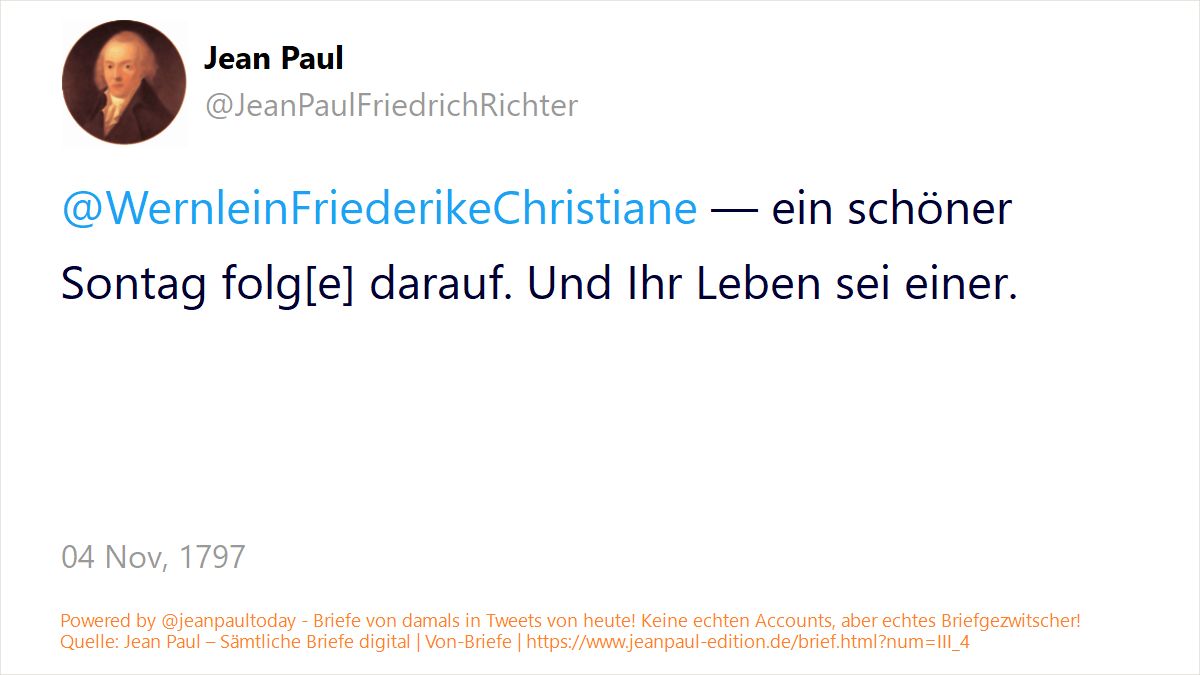 Jean Paul
@JeanPaulFriedrichRichter
@WernleinFriederikeChristiane — ein schöner
Sontag folg[e] darauf. Und Ihr Leben sei einer.
04 Nov, 1797
Powered by @jeanpaultoday - Briefe von damals in Tweets von heute! Keine echten Accounts, aber echtes Briefgezwitscher!
Quelle: Jean Paul – Sämtliche Briefe digital | Von-Briefe | https://www.jeanpaul-edition.de/brief.html?num=III_4